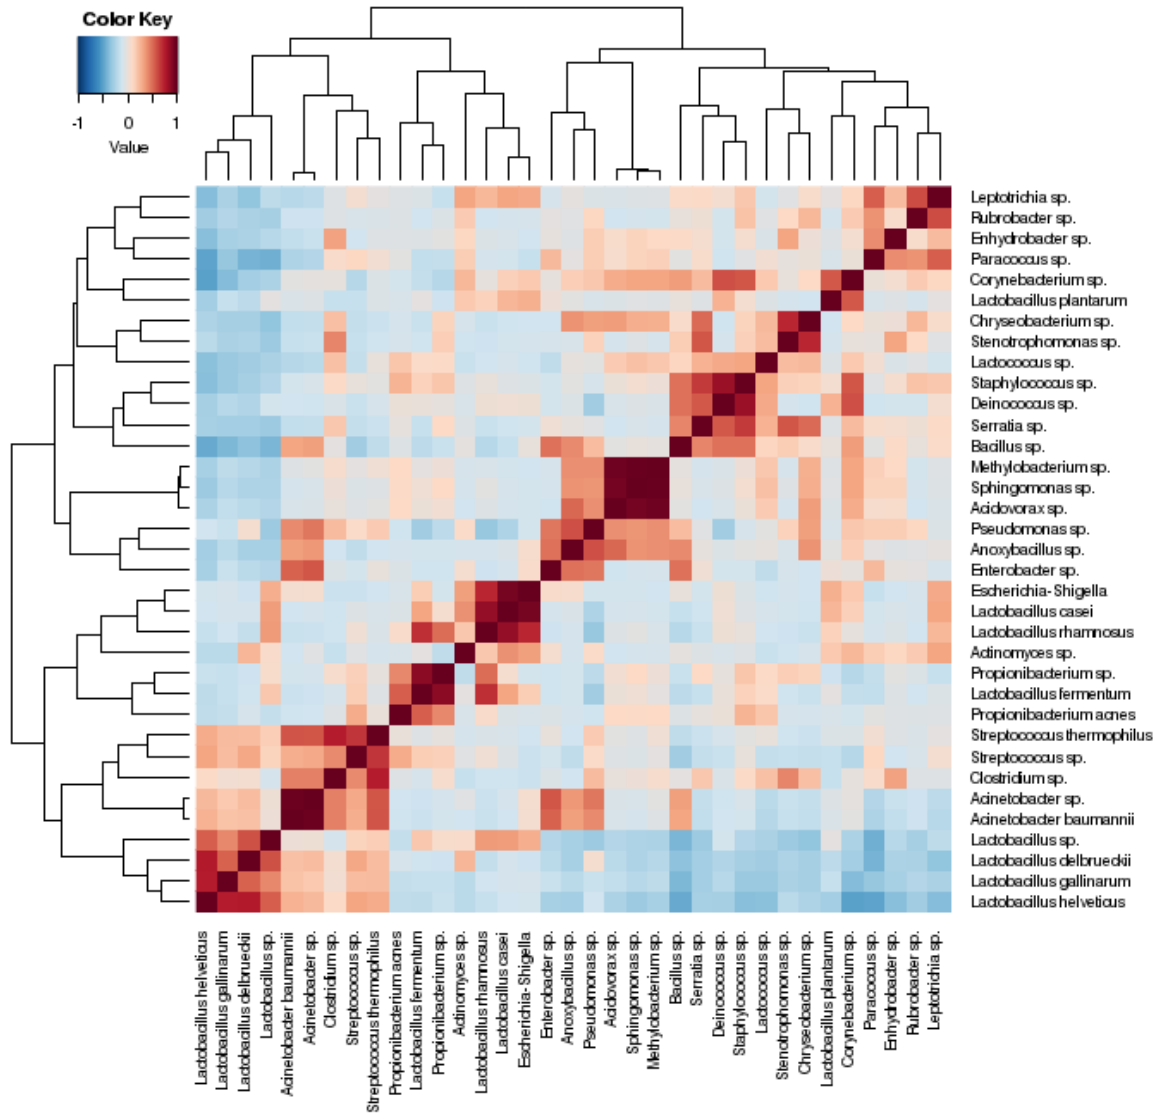 Color Key
-1 0 1
Value
Leptotrichia sp.
Rubrobacter sp.
Enhydrobacter sp.
Paracoccus sp.
Corynebacterium sp.
Lactobacillus plantarum
Chryseobacterium sp.
Stenotrophomonas sp.
Lactococcus sp.
Staphylococcus sp.
Deinococcus sp.
Serratia sp.
Bacillus sp.
Methylobacterium sp.
Sphingomonas sp.
Acidovorax sp.
Pseudomonas sp.
Anoxybacillus sp.
Enterobacter sp.
Escherichia-Shigella
Lactobacillus casei
Lactobacillus rhamnosus
Actinomyces sp.
Propionibacterium sp.
Lactobacillus fermentum
Propionibacterium acnes
Streptococcus thermophilus
Streptococcus sp.
Clostridium sp.
Acinetobacter sp.
Acinetobacter baumannii
Lactobacillus sp.
Lactobacillus delbrueckii
Lactobacillus gallinarum
Lactobacillus helveticus
Lactobacillus helveticus
Lactobacillus gallinarum
Lactobacillus delbrueckii
Lactobacillus sp.
Acinetobacter baumannii
Acinetobacter sp.
Clostridium sp.
Streptococcus sp.
Streptococcus thermophilus
Propionibacterium acnes
Lactobacillus fermentum
Propionibacterium sp.
Actinomyces sp.
Lactobacillus rhamnosus
Lactobacillus casei
Escherichia-Shigella
Enterobacter sp.
Anoxybacillus sp.
Pseudomonas sp.
Acidovorax sp.
Sphingomonas sp.
Methylobacterium sp.
Bacillus sp.
Serratia sp.
Deinococcus sp.
Staphylococcus sp.
Lactococcus sp.
Stenotrophomonas sp.
Chryseobacterium sp.
Lactobacillus plantarum
Corynebacterium sp.
Paracoccus sp.
Enhydrobacter sp.
Rubrobacter sp.
Leptotrichia sp.